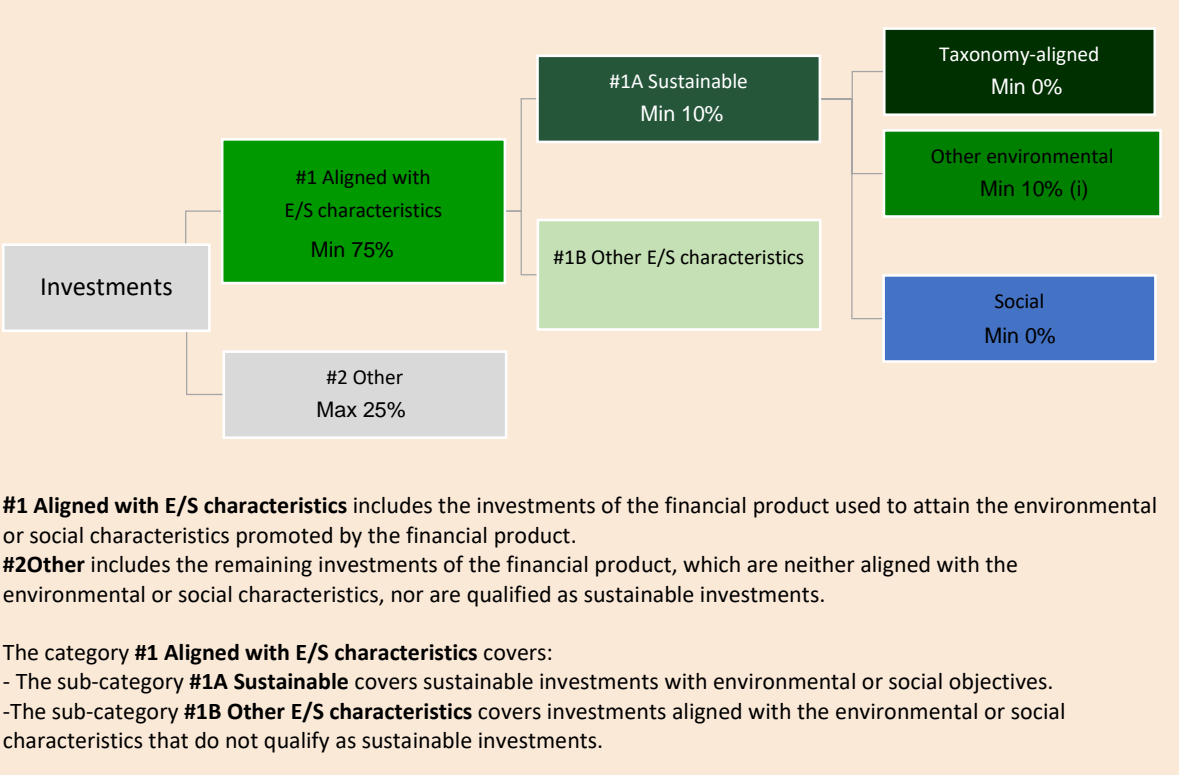 Taxonomy-aligned
Min 0%
#1A Sustainable
Min 10%
Other environmental
Min 10% (i)
#1 Aligned with
E/S characteristics
Min 75%
#1B Other E/S characteristics
Investments
Social
Min 0%
#2 Other
Max 25%
#1 Aligned with E/S characteristics includes the investments of the financial product used to attain the environmental
or social characteristics promoted by the financial product.
#2Other includes the remaining investments of the financial product, which are neither aligned with the
environmental or social characteristics, nor are qualified as sustainable investments.
The category #1 Aligned with E/S characteristics covers:
- The sub-category #1A Sustainable covers sustainable investments with environmental or social objectives.
-The sub-category #1B Other E/S characteristics covers investments aligned with the environmental or social
characteristics that do not qualify as sustainable investments.